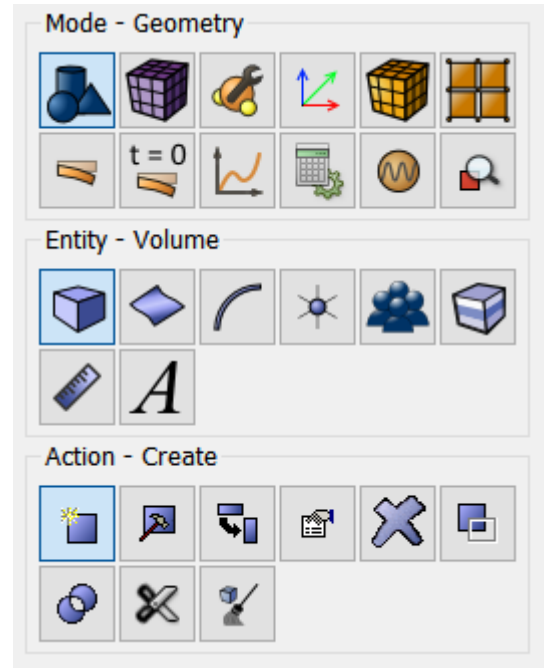 Mode - Geometry
t = 0
Entity - Volume
A
Action - Create